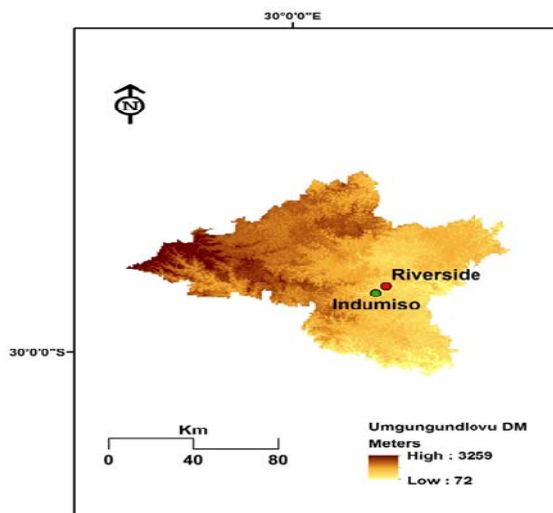 30°0'0"E
N
Riverside
Indumiso
30°0'0"S
Km
0 40 80
Umgungundlovu DM
Meters
High : 3259
Low : 72